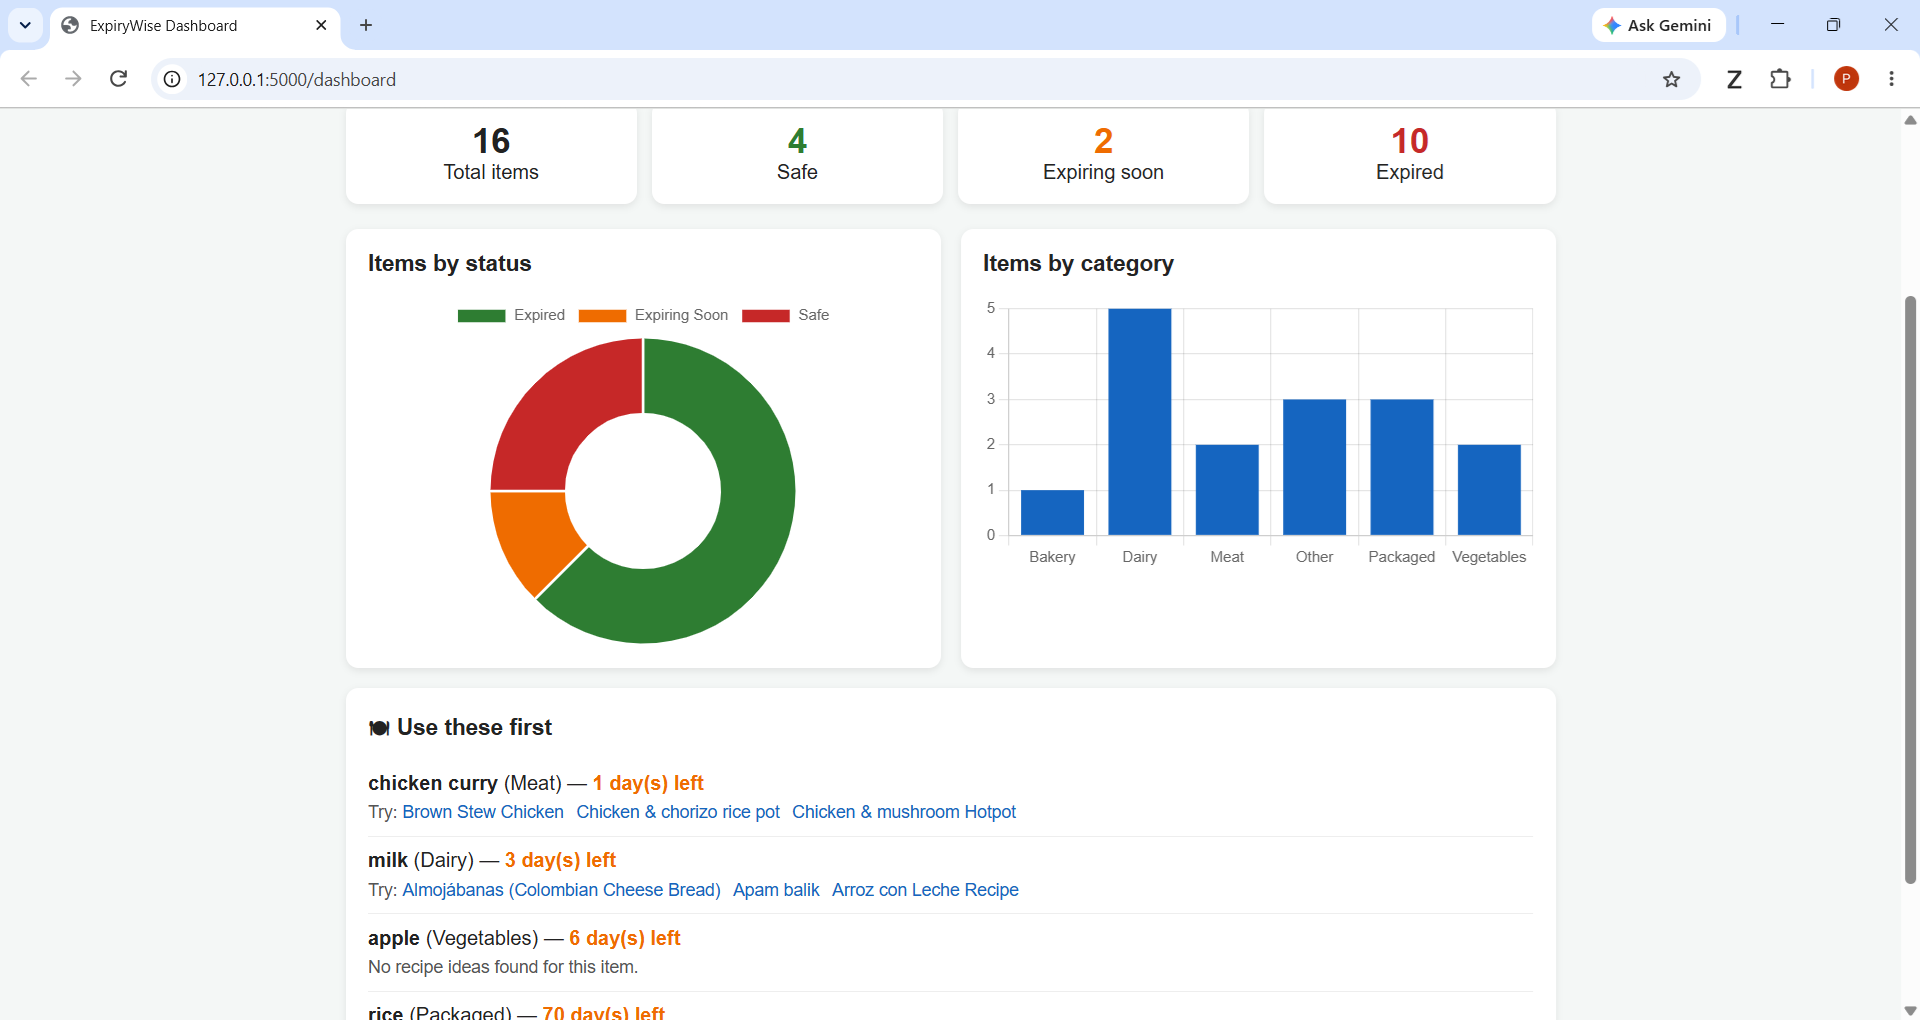 ExpiryWise Dashboard
Ask Gemini
127.0.0.1:5000/dashboard
Z
P
16
Total items
4
Safe
2
Expiring soon
10
Expired
Items by status
Expired Expiring Soon Safe
Items by category
5
4
3
2
1
0
Bakery Dairy Meat Other Packaged Vegetables
Use these first
chicken curry (Meat) — 1 day(s) left
Try: Brown Stew Chicken Chicken & chorizo rice pot Chicken & mushroom Hotpot
milk (Dairy) — 3 day(s) left
Try: Almojábanas (Colombian Cheese Bread) Apam balik Arroz con Leche Recipe
apple (Vegetables) — 6 day(s) left
No recipe ideas found for this item.
rice (Packaged) — 70 day(s) left